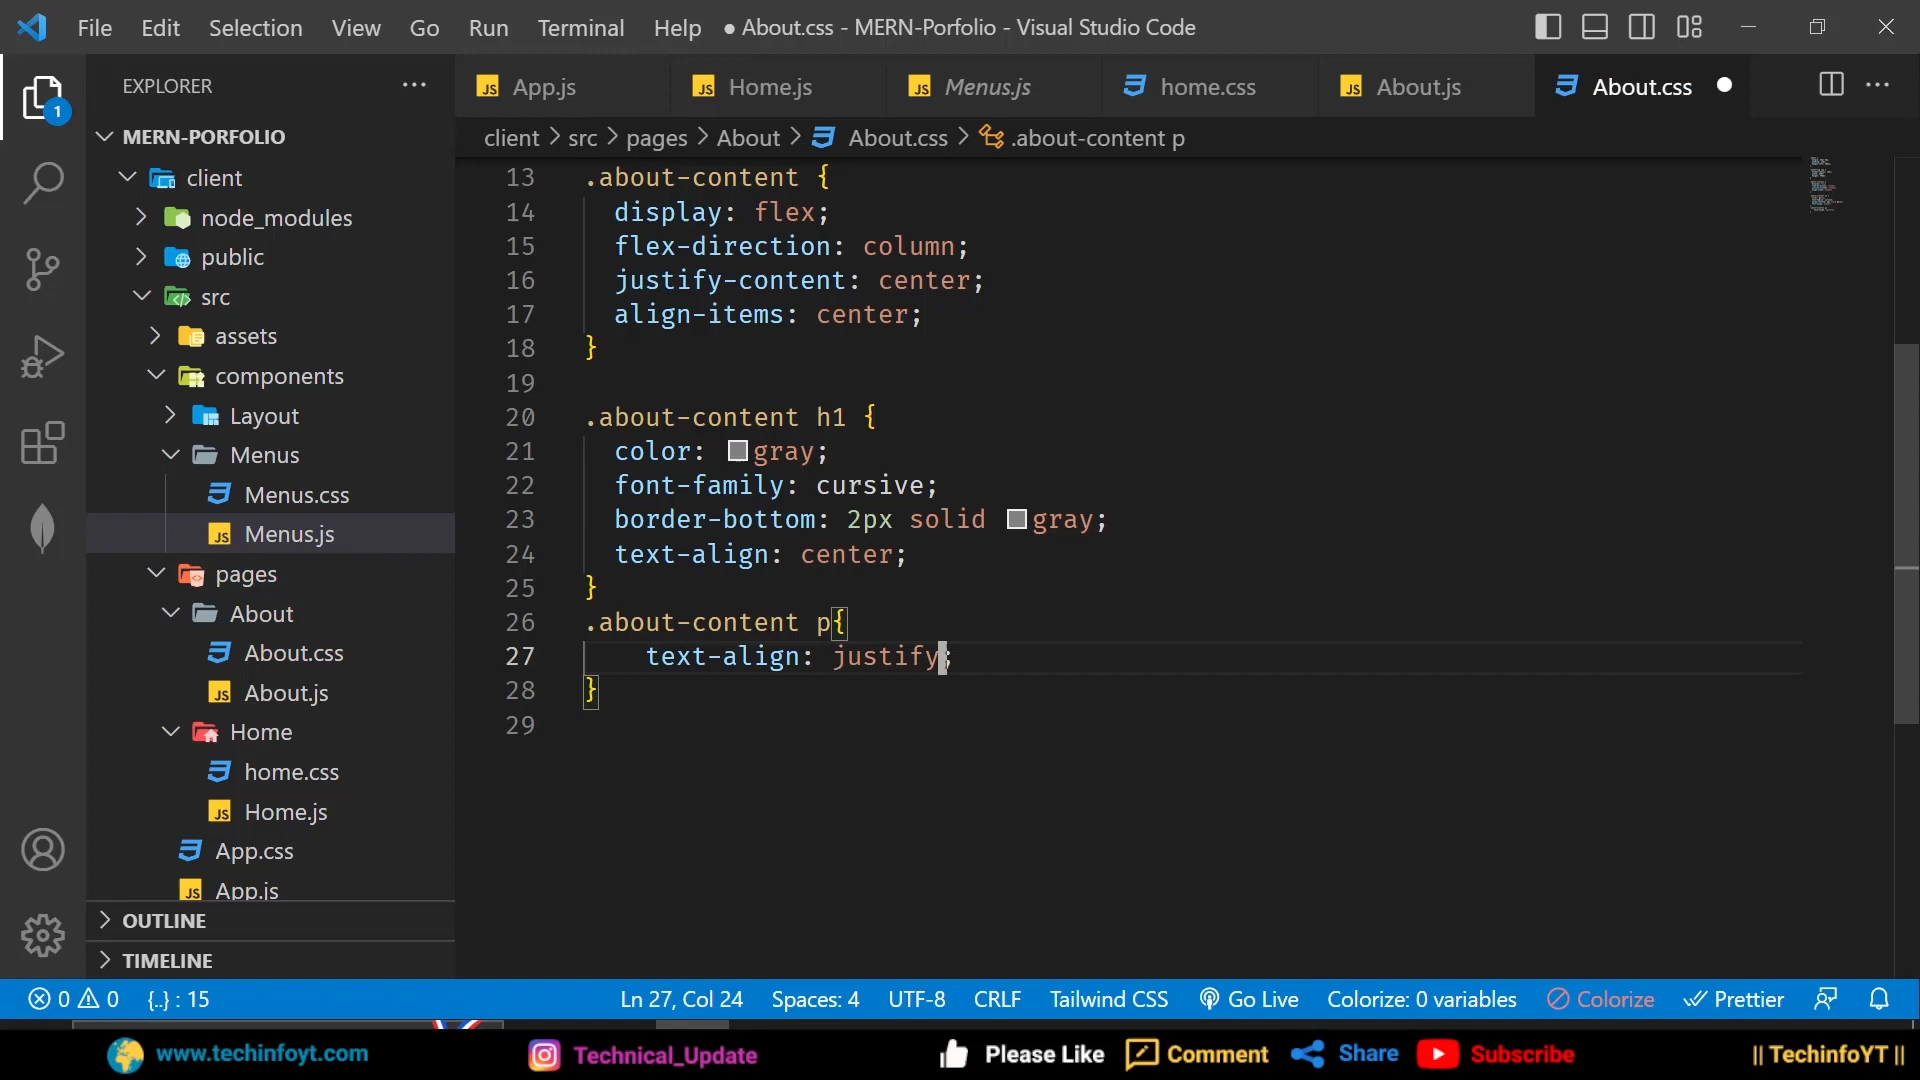 File Edit Selection View Go Run Terminal Help ● About.css - MERN-Porfolio - Visual Studio Code
EXPLORER
App.js Home.js Menus.js home.css About.js About.css
1
MERN-PORFOLIO
client > src > pages > About > About.css > .about-content p
client
node_modules
public
src
assets
components
Layout
Menus
Menus.css
Menus.js
pages
About
About.css
About.js
Home
home.css
Home.js
App.css
App.js
OUTLINE
TIMELINE
13 .about-content {
14 display: flex;
15 flex-direction: column;
16 justify-content: center;
17 align-items: center;
18 }
19
20 .about-content h1 {
21 color: gray;
22 font-family: cursive;
23 border-bottom: 2px solid gray;
24 text-align: center;
25 }
26 .about-content p{
27 text-align: justify;
28 }
29
0 0 {..} : 15 Ln 27, Col 24 Spaces: 4 UTF-8 CRLF Tailwind CSS Go Live Colorize: 0 variables Colorize Prettier
www.techinfoyt.com Technical_Update Please Like Comment Share Subscribe || TechinfoYT ||